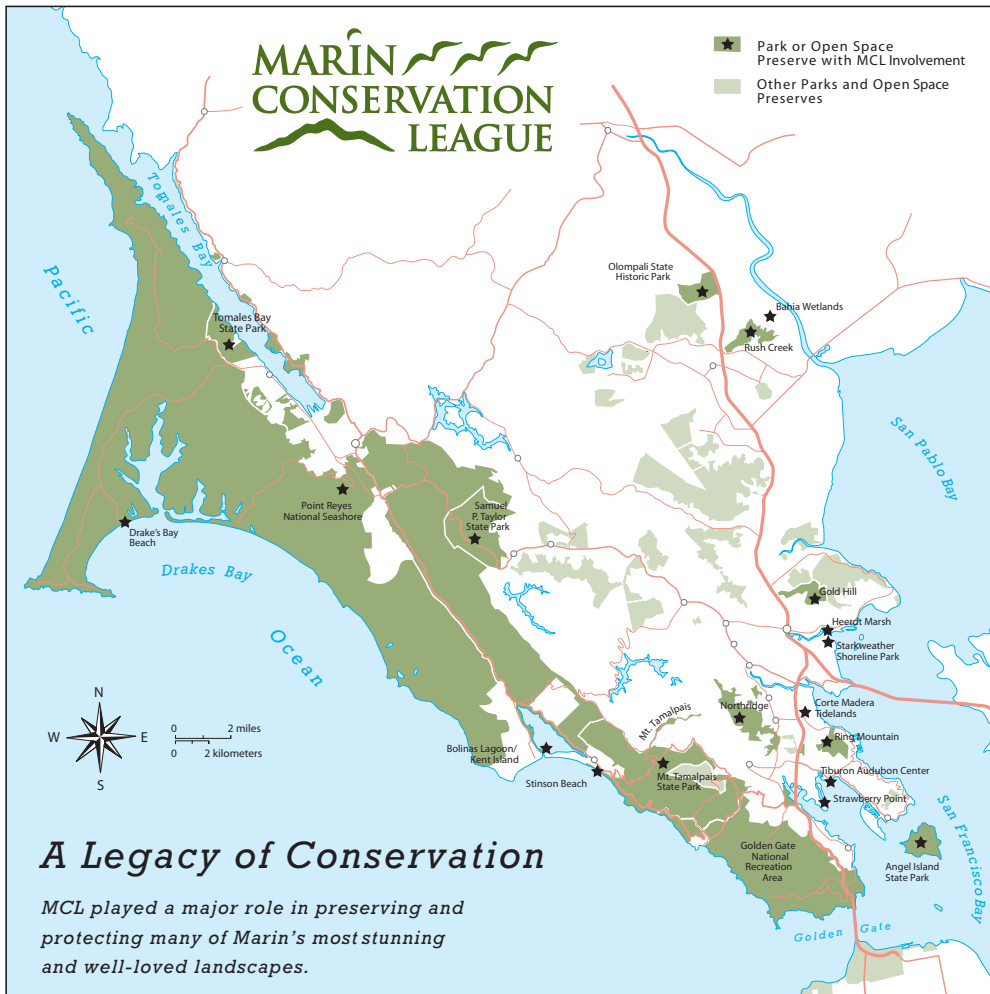 MARIN
CONSERVATION
LEAGUE
Park or Open Space
Preserve with MCL Involvement
Other Parks and Open Space
Preserves
Tomales Bay
Pacific
Olompali State
Historic Park
Bahia Wetlands
Rush Creek
Tomales Bay
State Park
San Pablo Bay
Point Reyes
National Seashore
Samuel
P. Taylor
State Park
Drake's Bay
Beach
Drakes Bay
Gold Hill
Heerdt Marsh
Starkweather
Shoreline Park
Ocean
N
W
E
S
0
2 miles
0
2 kilometers
Mt. Tamalpais
Northridge
Corte Madera
Tidelands
Ring Mountain
Bolinas Lagoon/
Kent Island
Stinson Beach
Mt. Tamalpais
State Park
Tiburon Audubon Center
Strawberry Point
San Francisco Bay
Golden Gate
National
Recreation
Area
Angel Island
State Park
Golden Gate
A Legacy of Conservation
MCL played a major role in preserving and
protecting many of Marin's most stunning
and well-loved landscapes.